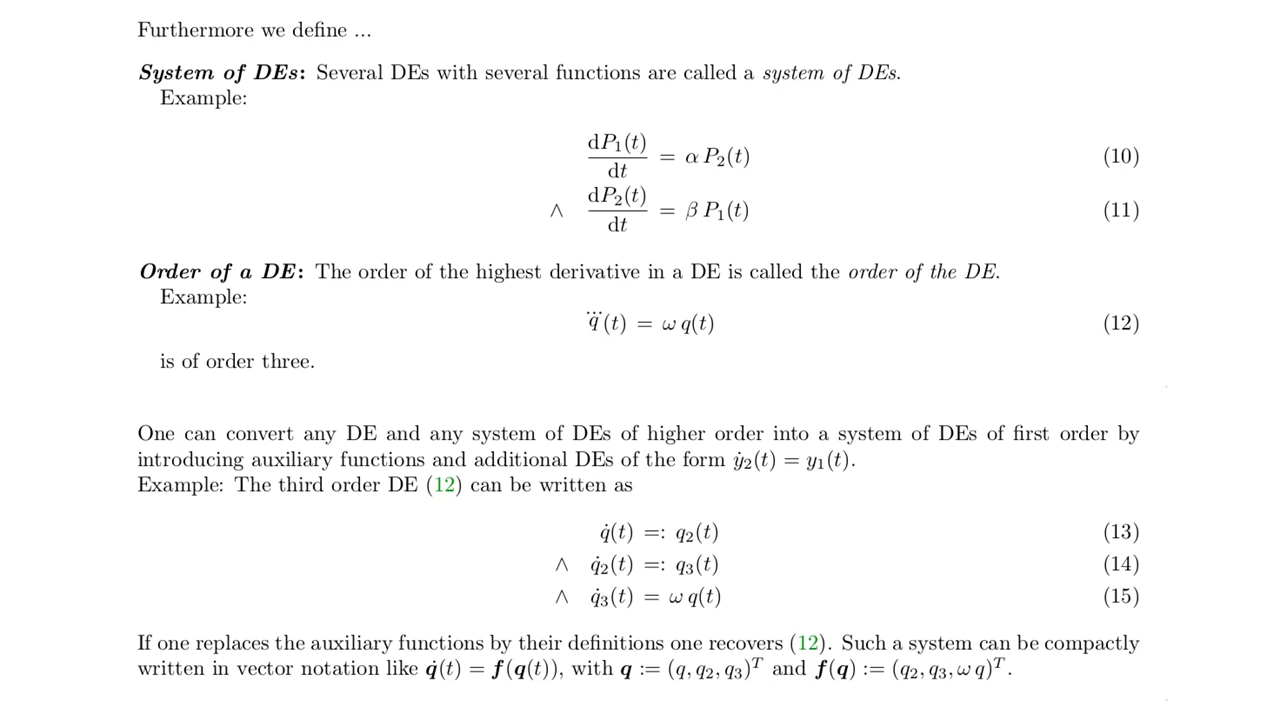 Furthermore we define ...
System of DEs: Several DEs with several functions are called a system of DEs.
Example:
dP₁(t)/dt = α P₂(t) (10)
∧ dP₂(t)/dt = β P₁(t) (11)
Order of a DE: The order of the highest derivative in a DE is called the order of the DE.
Example:
q⃛(t) = ω q(t) (12)
is of order three.
One can convert any DE and any system of DEs of higher order into a system of DEs of first order by
introducing auxiliary functions and additional DEs of the form ẏ₂(t) = y₁(t).
Example: The third order DE (12) can be written as
q̇(t) =: q₂(t) (13)
∧ q̇₂(t) =: q₃(t) (14)
∧ q̇₃(t) = ω q(t) (15)
If one replaces the auxiliary functions by their definitions one recovers (12). Such a system can be compactly
written in vector notation like q̇(t) = f(q(t)), with q := (q, q₂, q₃)ᵀ and f(q) := (q₂, q₃, ω q)ᵀ.